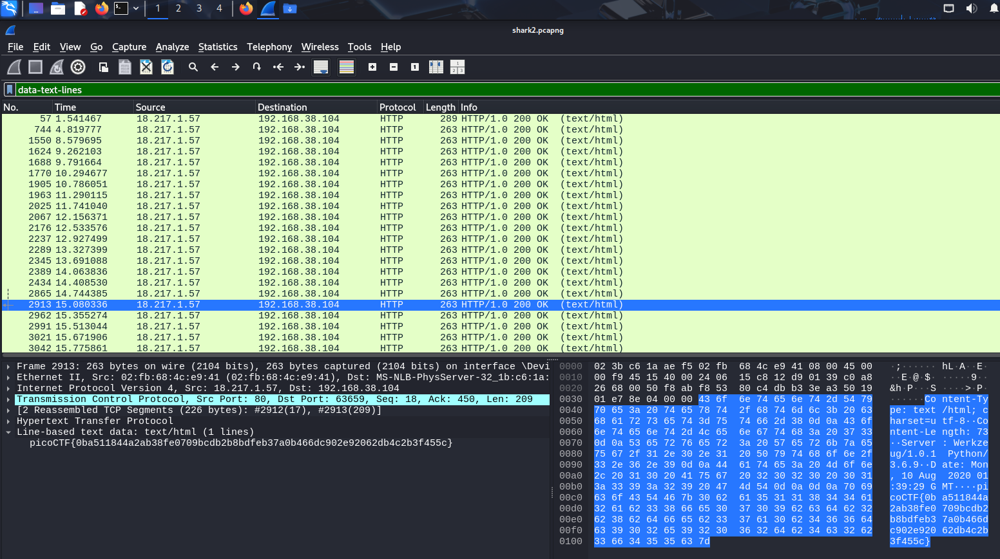 1 2 3 4
shark2.pcapng
File Edit View Go Capture Analyze Statistics Telephony Wireless Tools Help
data-text-lines
No. Time Source Destination Protocol Length Info
57 1.541467 18.217.1.57 192.168.38.104 HTTP 289 HTTP/1.0 200 OK (text/html)
744 4.819777 18.217.1.57 192.168.38.104 HTTP 263 HTTP/1.0 200 OK (text/html)
1550 8.579695 18.217.1.57 192.168.38.104 HTTP 263 HTTP/1.0 200 OK (text/html)
1624 9.262103 18.217.1.57 192.168.38.104 HTTP 263 HTTP/1.0 200 OK (text/html)
1688 9.791664 18.217.1.57 192.168.38.104 HTTP 263 HTTP/1.0 200 OK (text/html)
1770 10.294677 18.217.1.57 192.168.38.104 HTTP 263 HTTP/1.0 200 OK (text/html)
1905 10.786051 18.217.1.57 192.168.38.104 HTTP 263 HTTP/1.0 200 OK (text/html)
1963 11.290115 18.217.1.57 192.168.38.104 HTTP 263 HTTP/1.0 200 OK (text/html)
2025 11.741040 18.217.1.57 192.168.38.104 HTTP 263 HTTP/1.0 200 OK (text/html)
2067 12.156371 18.217.1.57 192.168.38.104 HTTP 263 HTTP/1.0 200 OK (text/html)
2176 12.533576 18.217.1.57 192.168.38.104 HTTP 263 HTTP/1.0 200 OK (text/html)
2237 12.927499 18.217.1.57 192.168.38.104 HTTP 263 HTTP/1.0 200 OK (text/html)
2289 13.327399 18.217.1.57 192.168.38.104 HTTP 263 HTTP/1.0 200 OK (text/html)
2345 13.691088 18.217.1.57 192.168.38.104 HTTP 263 HTTP/1.0 200 OK (text/html)
2389 14.063836 18.217.1.57 192.168.38.104 HTTP 263 HTTP/1.0 200 OK (text/html)
2434 14.408530 18.217.1.57 192.168.38.104 HTTP 263 HTTP/1.0 200 OK (text/html)
2865 14.744385 18.217.1.57 192.168.38.104 HTTP 263 HTTP/1.0 200 OK (text/html)
2913 15.080336 18.217.1.57 192.168.38.104 HTTP 263 HTTP/1.0 200 OK (text/html)
2962 15.355274 18.217.1.57 192.168.38.104 HTTP 263 HTTP/1.0 200 OK (text/html)
2991 15.513044 18.217.1.57 192.168.38.104 HTTP 263 HTTP/1.0 200 OK (text/html)
3021 15.671906 18.217.1.57 192.168.38.104 HTTP 263 HTTP/1.0 200 OK (text/html)
3042 15.775861 18.217.1.57 192.168.38.104 HTTP 263 HTTP/1.0 200 OK (text/html)
Frame 2913: 263 bytes on wire (2104 bits), 263 bytes captured (2104 bits) on interface \Devi
Ethernet II, Src: 02:fb:68:4c:e9:41 (02:fb:68:4c:e9:41), Dst: MS-NLB-PhysServer-32_1b:c6:1a:
Internet Protocol Version 4, Src: 18.217.1.57, Dst: 192.168.38.104
Transmission Control Protocol, Src Port: 80, Dst Port: 63659, Seq: 18, Ack: 450, Len: 209
[2 Reassembled TCP Segments (226 bytes): #2912(17), #2913(209)]
Hypertext Transfer Protocol
Line-based text data: text/html (1 lines)
picoCTF{0ba511844a2ab38fe0709bcdb2b8bdfeb37a0b466dc902e92062db4c2b3f455c}
0000 02 3b c6 1a ae f5 02 fb 68 4c e9 41 08 00 45 00 ·;······ hL·A··E·
0010 00 f9 45 15 40 00 24 06 15 c8 12 d9 01 39 c0 a8 ··E·@·$· ·····9··
0020 26 68 00 50 f8 ab f8 53 80 c4 db b3 3e a3 50 19 &h·P···S ····>·P·
0030 01 e7 8e 04 00 00 43 6f 6e 74 65 6e 74 2d 54 79 ······Co ntent-Ty
0040 70 65 3a 20 74 65 78 74 2f 68 74 6d 6c 3b 20 63 pe: text /html; c
0050 68 61 72 73 65 74 3d 75 74 66 2d 38 0d 0a 43 6f harset=u tf-8··Co
0060 6e 74 65 6e 74 2d 4c 65 6e 67 74 68 3a 20 37 33 ntent-Le ngth: 73
0070 0d 0a 53 65 72 76 65 72 3a 20 57 65 72 6b 7a 65 ··Server : Werkze
0080 75 67 2f 31 2e 30 2e 31 20 50 79 74 68 6f 6e 2f ug/1.0.1 Python/
0090 33 2e 36 2e 39 0d 0a 44 61 74 65 3a 20 4d 6f 6e 3.6.9··D ate: Mon
00a0 2c 20 31 30 20 41 75 67 20 32 30 32 30 20 30 31 , 10 Aug 2020 01
00b0 3a 33 39 3a 32 39 20 47 4d 54 0d 0a 0d 0a 70 69 :39:29 G MT····pi
00c0 63 6f 43 54 46 7b 30 62 61 35 31 31 38 34 34 61 coCTF{0b a511844a
00d0 32 61 62 33 38 66 65 30 37 30 39 62 63 64 62 32 2ab38fe0 709bcdb2
00e0 62 38 62 64 66 65 62 33 37 61 30 62 34 36 36 64 b8bdfeb3 7a0b466d
00f0 63 39 30 32 65 39 32 30 36 32 64 62 34 63 32 62 c902e920 62db4c2b
0100 33 66 34 35 35 63 7d 3f455c}